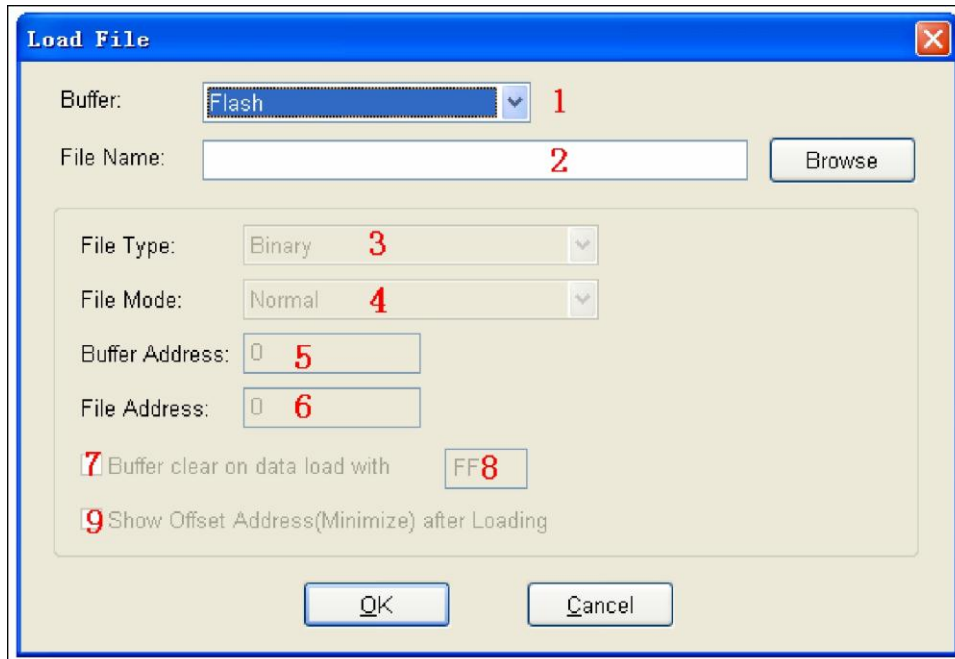 Load File
Buffer: Flash 1
File Name: 2 Browse
File Type: Binary 3
File Mode: Normal 4
Buffer Address: 0 5
File Address: 0 6
7 Buffer clear on data load with FF 8
9 Show Offset Address(Minimize) after Loading
OK Cancel